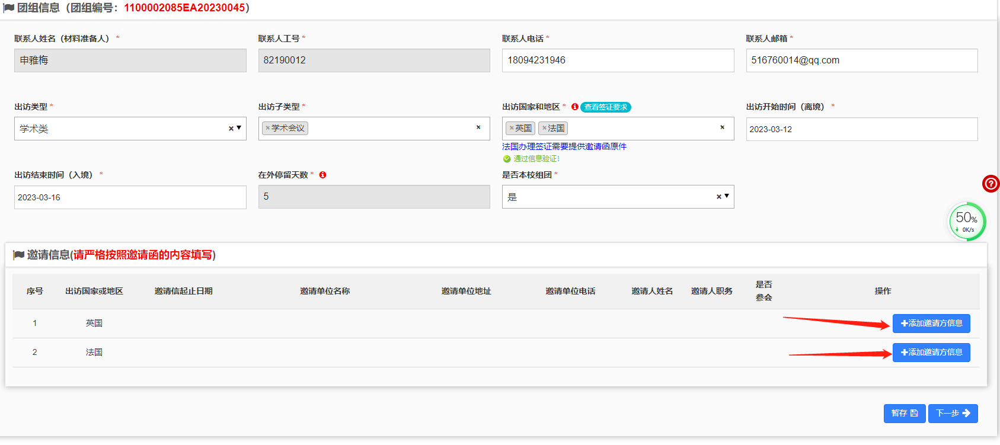 团组信息（团组编号：1100002085EA20230045）
联系人姓名（材料准备人） * 联系人工号 * 联系人电话 * 联系人邮箱 *
申雅梅 82190012 18094231946 516760014@qq.com
出访类型 * 出访子类型 * 出访国家和地区 * 查看签证要求 出访开始时间（离境） *
学术类 ×学术会议 ×英国 ×法国 2023-03-12
法国办理签证需要提供邀请函原件
通过信息验证!
出访结束时间（入境） * 在外停留天数 * 是否本校组团 *
2023-03-16 5 是
50%
0K/s
邀请信息(请严格按照邀请函的内容填写)
序号 出访国家或地区 邀请信起止日期 邀请单位名称 邀请单位地址 邀请单位电话 邀请人姓名 邀请人职务 是否参会 操作
1 英国 +添加邀请方信息
2 法国 +添加邀请方信息
暂存 下一步